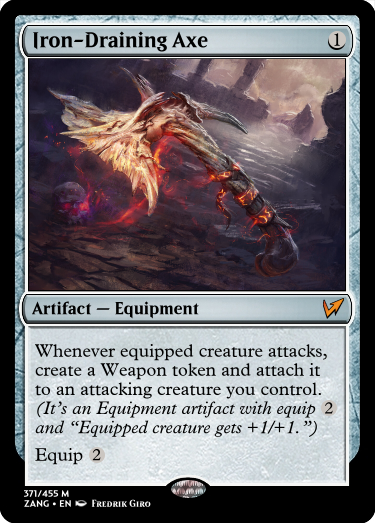 Iron-Draining Axe 1
Artifact — Equipment
Whenever equipped creature attacks,
create a Weapon token and attach it
to an attacking creature you control.
(It's an Equipment artifact with equip 2
and “Equipped creature gets +1/+1.”)
Equip 2
371/455 M
ZANG • EN Fredrik Giro